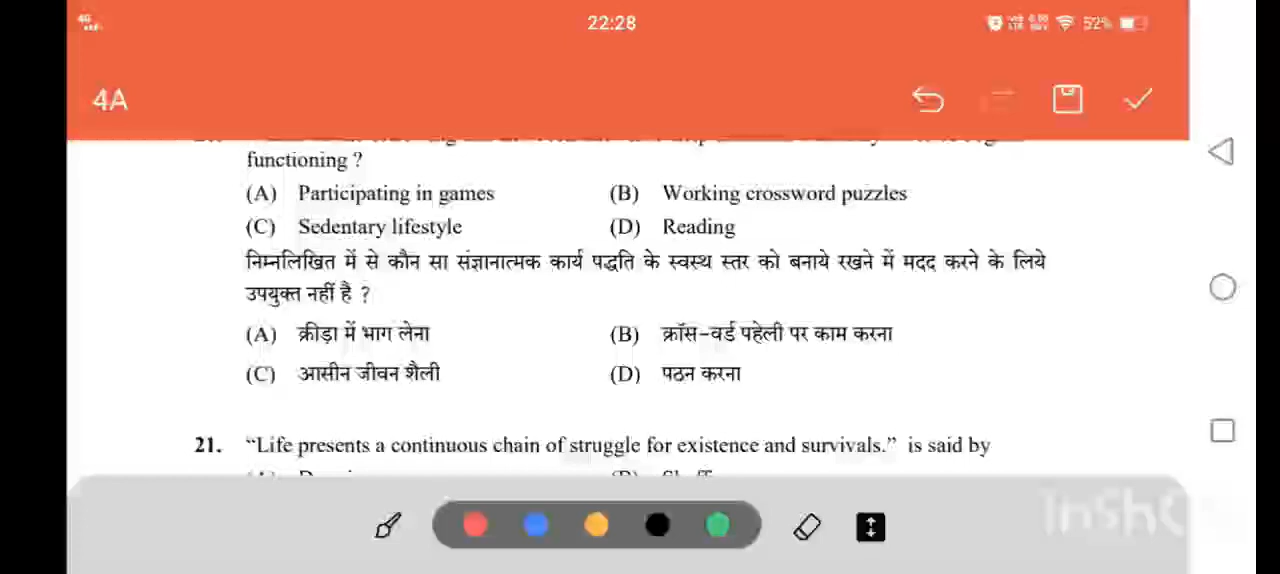 4G
22:28
52%
4A
functioning ?
(A) Participating in games (B) Working crossword puzzles
(C) Sedentary lifestyle (D) Reading
निम्नलिखित में से कौन सा संज्ञानात्मक कार्य पद्धति के स्वस्थ स्तर को बनाये रखने में मदद करने के लिये
उपयुक्त नहीं है ?
(A) क्रीड़ा में भाग लेना (B) क्रॉस-वर्ड पहेली पर काम करना
(C) आसीन जीवन शैली (D) पठन करना
21. “Life presents a continuous chain of struggle for existence and survivals.” is said by
InSh